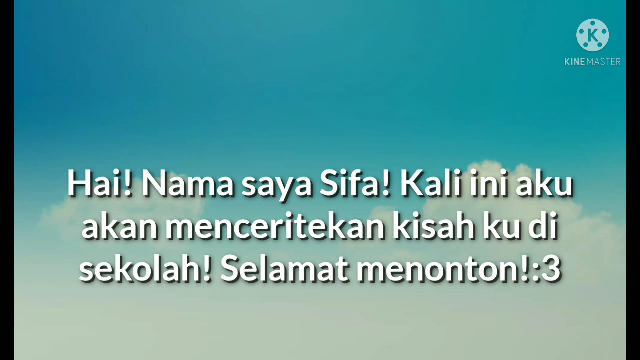 KINEMASTER
Hai! Nama saya Sifa! Kali ini aku
akan menceritekan kisah ku di
sekolah! Selamat menonton!:3